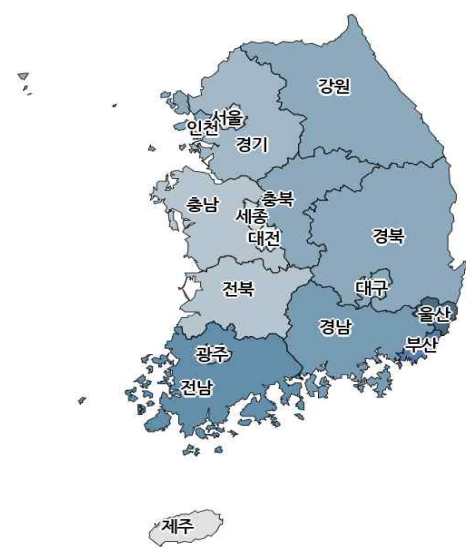 강원
서울
인천
경기
충북
충남
세종
대전
경북
전북
대구
울산
경남
부산
광주
전남
제주